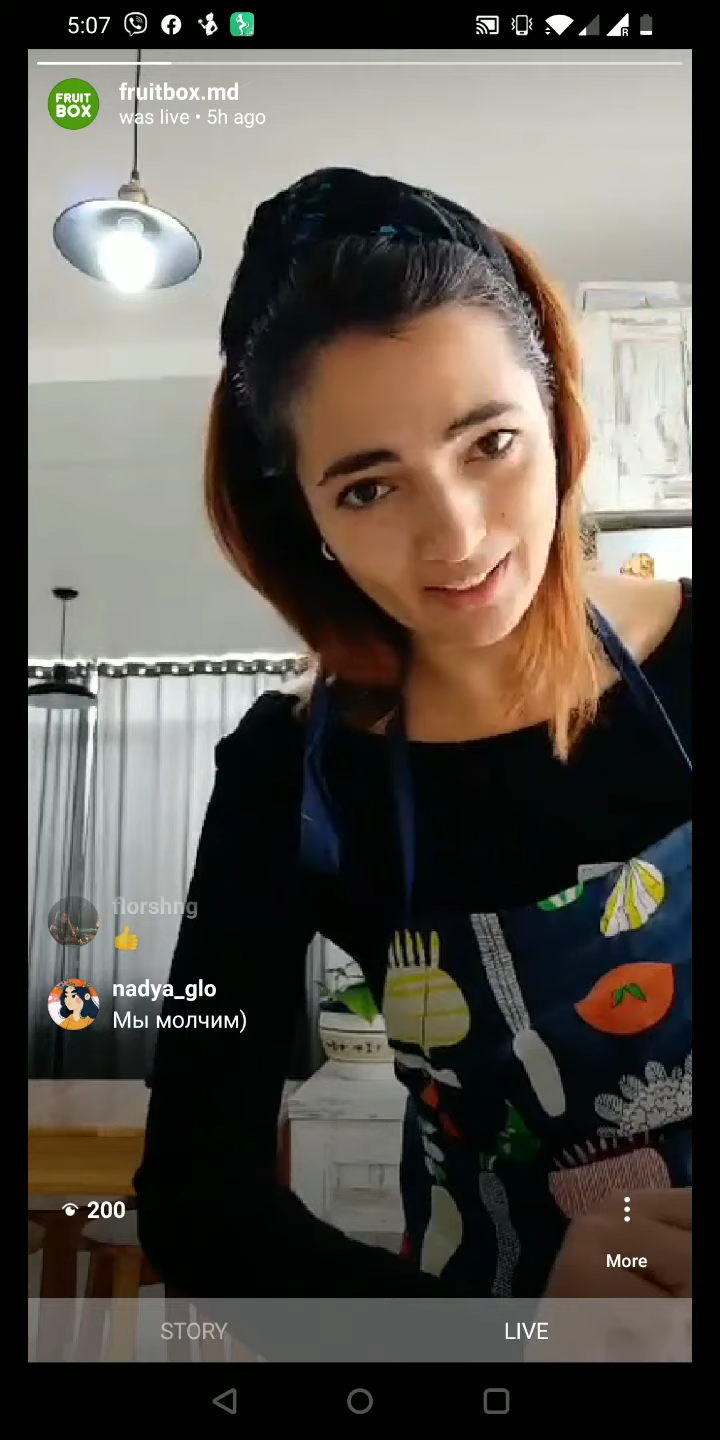 5:07
R
FRUIT
BOX
fruitbox.md
was live • 5h ago
florshng
👍
nadya_glo
Мы молчим)
200
More
STORY
LIVE